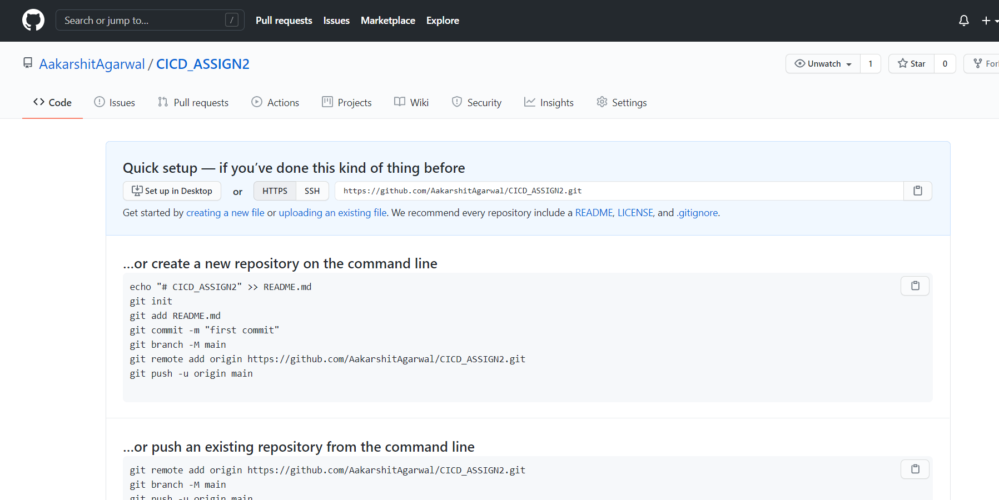 Search or jump to... / Pull requests Issues Marketplace Explore
AakarshitAgarwal / CICD_ASSIGN2 Unwatch 1 Star 0
Code Issues Pull requests Actions Projects Wiki Security Insights Settings
Quick setup — if you’ve done this kind of thing before
Set up in Desktop or HTTPS SSH https://github.com/AakarshitAgarwal/CICD_ASSIGN2.git
Get started by creating a new file or uploading an existing file. We recommend every repository include a README, LICENSE, and .gitignore.
…or create a new repository on the command line
echo "# CICD_ASSIGN2" >> README.md
git init
git add README.md
git commit -m "first commit"
git branch -M main
git remote add origin https://github.com/AakarshitAgarwal/CICD_ASSIGN2.git
git push -u origin main
…or push an existing repository from the command line
git remote add origin https://github.com/AakarshitAgarwal/CICD_ASSIGN2.git
git branch -M main
git push -u origin main